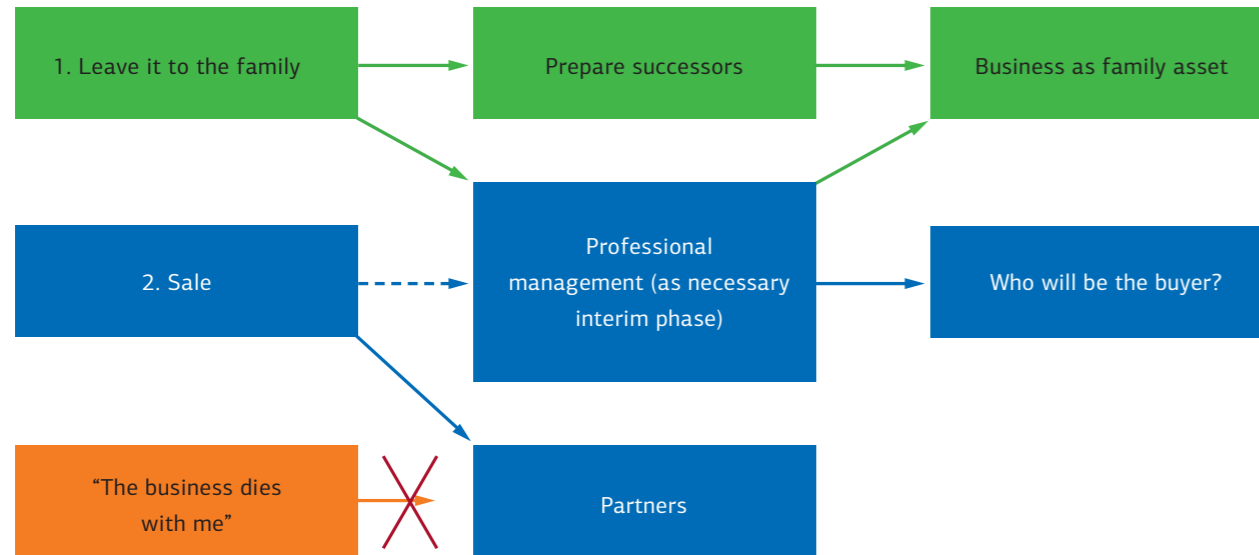 1. Leave it to the family
Prepare successors
Business as family asset
2. Sale
Professional
management (as necessary
interim phase)
Who will be the buyer?
“The business dies
with me”
Partners